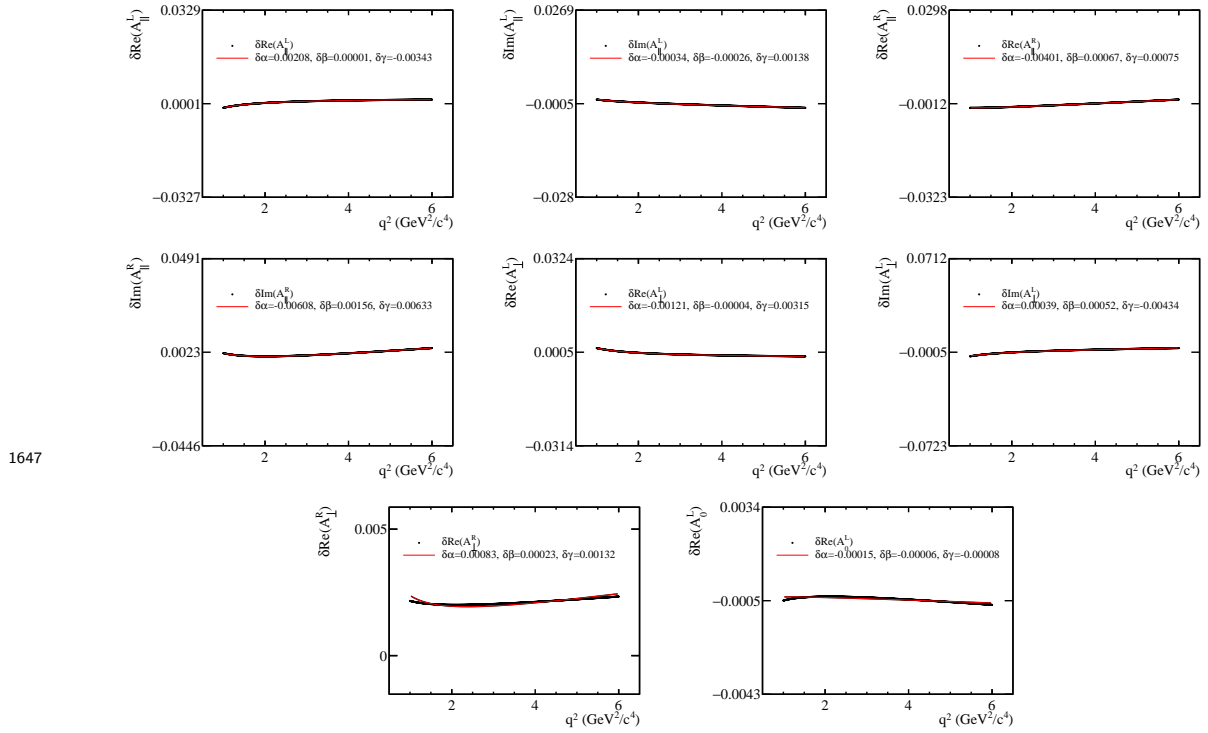 0.0329
δRe(A∥ᴸ)
δRe(A∥ᴸ)
δα=0.00208, δβ=0.00001, δγ=-0.00343
0.0001
−0.0327
2 4 6
q² (GeV²/c⁴)
0.0269
δIm(A∥ᴸ)
δIm(A∥ᴸ)
δα=-0.00034, δβ=-0.00026, δγ=0.00138
−0.0005
−0.028
2 4 6
q² (GeV²/c⁴)
0.0298
δRe(A∥ᴿ)
δRe(A∥ᴿ)
δα=-0.00401, δβ=0.00067, δγ=0.00075
−0.0012
−0.0323
2 4 6
q² (GeV²/c⁴)
0.0491
δIm(A∥ᴿ)
δIm(A∥ᴿ)
δα=-0.00608, δβ=0.00156, δγ=0.00633
0.0023
−0.0446
2 4 6
q² (GeV²/c⁴)
0.0324
δRe(A⊥ᴸ)
δRe(A⊥ᴸ)
δα=-0.00121, δβ=-0.00004, δγ=0.00315
0.0005
−0.0314
2 4 6
q² (GeV²/c⁴)
0.0712
δIm(A⊥ᴸ)
δIm(A⊥ᴸ)
δα=0.00039, δβ=0.00052, δγ=-0.00434
−0.0005
−0.0723
2 4 6
q² (GeV²/c⁴)
1647
δRe(A⊥ᴿ)
0.005
δRe(A⊥ᴿ)
δα=0.00083, δβ=0.00023, δγ=0.00132
0
2 4 6
q² (GeV²/c⁴)
0.0034
δRe(A₀ᴸ)
δRe(A₀ᴸ)
δα=-0.00015, δβ=-0.00006, δγ=-0.00008
−0.0005
−0.0043
2 4 6
q² (GeV²/c⁴)